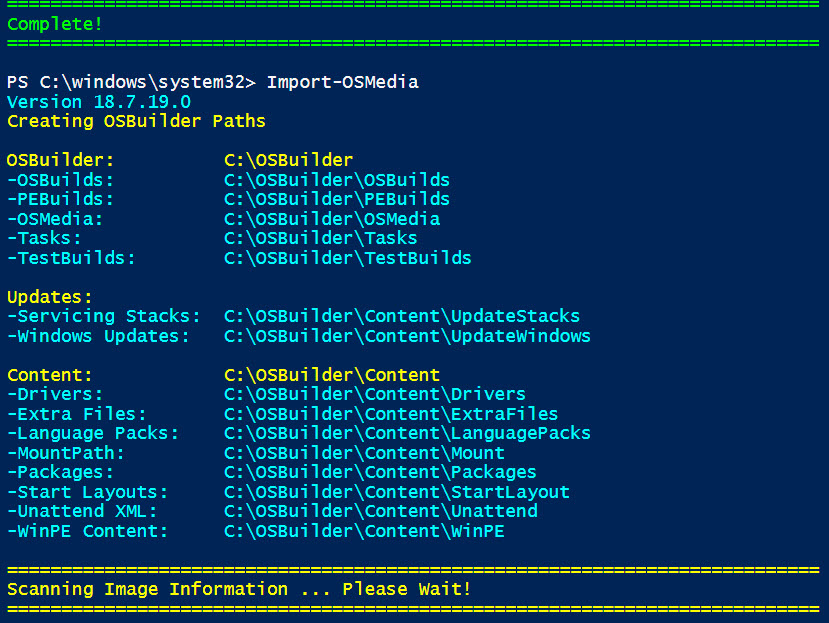 ================================================================================
Complete!
================================================================================
PS C:\windows\system32> Import-OSMedia
Version 18.7.19.0
Creating OSBuilder Paths
OSBuilder: C:\OSBuilder
-OSBuilds: C:\OSBuilder\OSBuilds
-PEBuilds: C:\OSBuilder\PEBuilds
-OSMedia: C:\OSBuilder\OSMedia
-Tasks: C:\OSBuilder\Tasks
-TestBuilds: C:\OSBuilder\TestBuilds
Updates:
-Servicing Stacks: C:\OSBuilder\Content\UpdateStacks
-Windows Updates: C:\OSBuilder\Content\UpdateWindows
Content: C:\OSBuilder\Content
-Drivers: C:\OSBuilder\Content\Drivers
-Extra Files: C:\OSBuilder\Content\ExtraFiles
-Language Packs: C:\OSBuilder\Content\LanguagePacks
-MountPath: C:\OSBuilder\Content\Mount
-Packages: C:\OSBuilder\Content\Packages
-Start Layouts: C:\OSBuilder\Content\StartLayout
-Unattend XML: C:\OSBuilder\Content\Unattend
-WinPE Content: C:\OSBuilder\Content\WinPE
===========================================================================
Scanning Image Information ... Please Wait!
===========================================================================